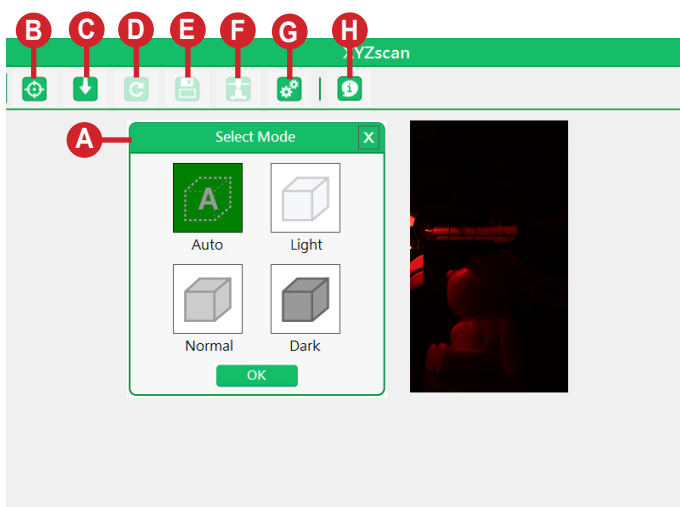 B C D E F G H
XYZscan
A
Select Mode X
A
Auto Light
Normal Dark
OK